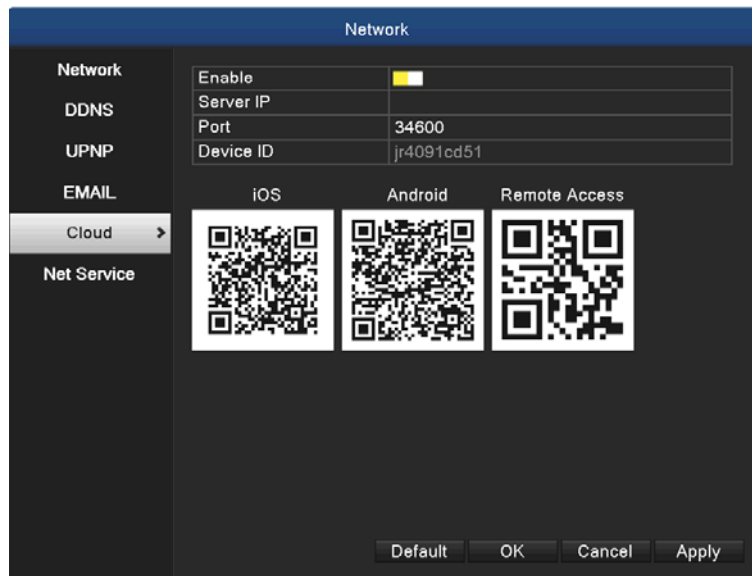 Network
Network
DDNS
UPNP
EMAIL
Cloud >
Net Service
Enable
Server IP
Port 34600
Device ID jr4091cd51
iOS Android Remote Access
Default OK Cancel Apply